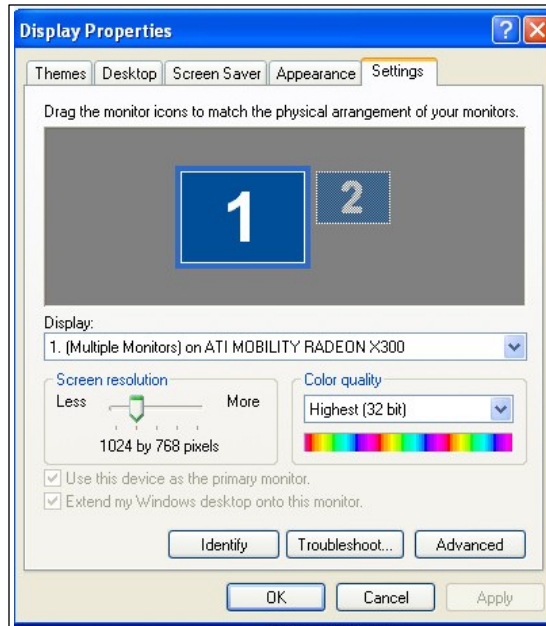 Display Properties
Themes Desktop Screen Saver Appearance Settings
Drag the monitor icons to match the physical arrangement of your monitors.
1 2
Display:
1. (Multiple Monitors) on ATI MOBILITY RADEON X300
Screen resolution Color quality
Less More Highest (32 bit)
1024 by 768 pixels
Use this device as the primary monitor.
Extend my Windows desktop onto this monitor.
Identify Troubleshoot... Advanced
OK Cancel Apply